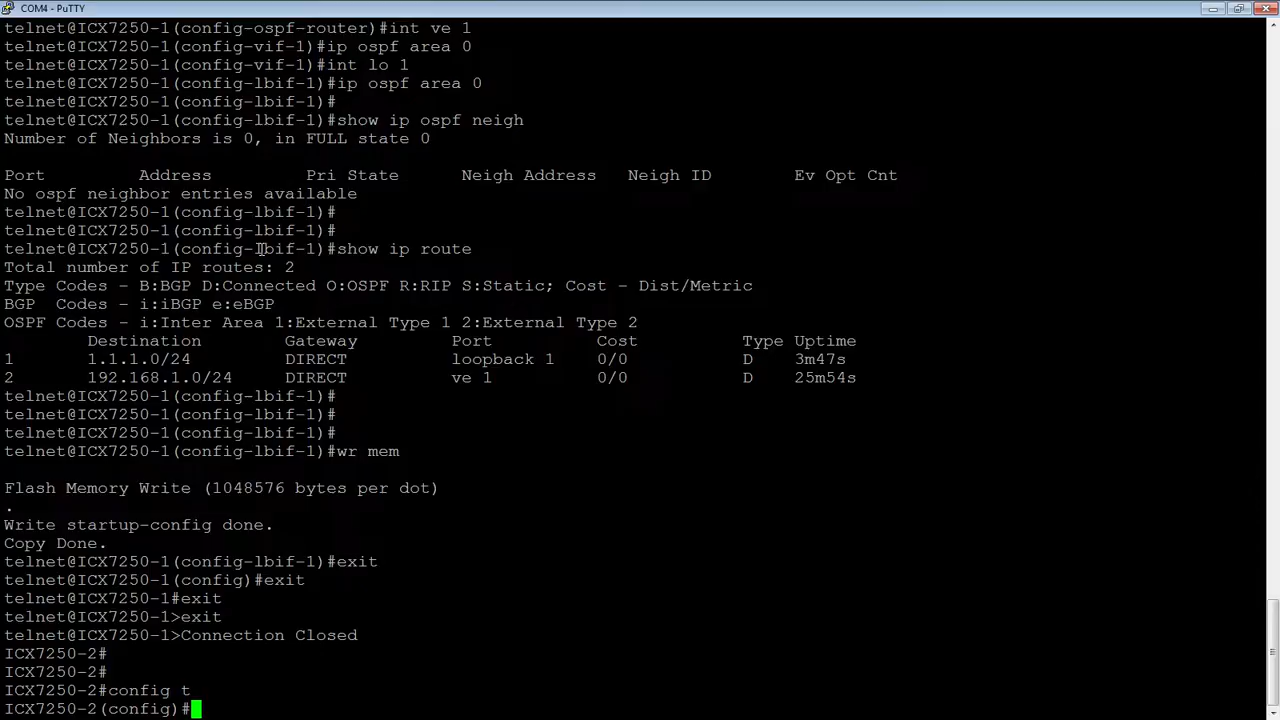 COM4 - PuTTY
telnet@ICX7250-1(config-ospf-router)#int ve 1
telnet@ICX7250-1(config-vif-1)#ip ospf area 0
telnet@ICX7250-1(config-vif-1)#int lo 1
telnet@ICX7250-1(config-lbif-1)#ip ospf area 0
telnet@ICX7250-1(config-lbif-1)#
telnet@ICX7250-1(config-lbif-1)#show ip ospf neigh
Number of Neighbors is 0, in FULL state 0
Port Address Pri State Neigh Address Neigh ID Ev Opt Cnt
No ospf neighbor entries available
telnet@ICX7250-1(config-lbif-1)#
telnet@ICX7250-1(config-lbif-1)#
telnet@ICX7250-1(config-lbif-1)#show ip route
Total number of IP routes: 2
Type Codes - B:BGP D:Connected O:OSPF R:RIP S:Static; Cost - Dist/Metric
BGP Codes - i:iBGP e:eBGP
OSPF Codes - i:Inter Area 1:External Type 1 2:External Type 2
Destination Gateway Port Cost Type Uptime
1 1.1.1.0/24 DIRECT loopback 1 0/0 D 3m47s
2 192.168.1.0/24 DIRECT ve 1 0/0 D 25m54s
telnet@ICX7250-1(config-lbif-1)#
telnet@ICX7250-1(config-lbif-1)#
telnet@ICX7250-1(config-lbif-1)#
telnet@ICX7250-1(config-lbif-1)#wr mem
Flash Memory Write (1048576 bytes per dot)
.
Write startup-config done.
Copy Done.
telnet@ICX7250-1(config-lbif-1)#exit
telnet@ICX7250-1(config)#exit
telnet@ICX7250-1#exit
telnet@ICX7250-1>exit
telnet@ICX7250-1>Connection Closed
ICX7250-2#
ICX7250-2#
ICX7250-2#config t
ICX7250-2(config)#